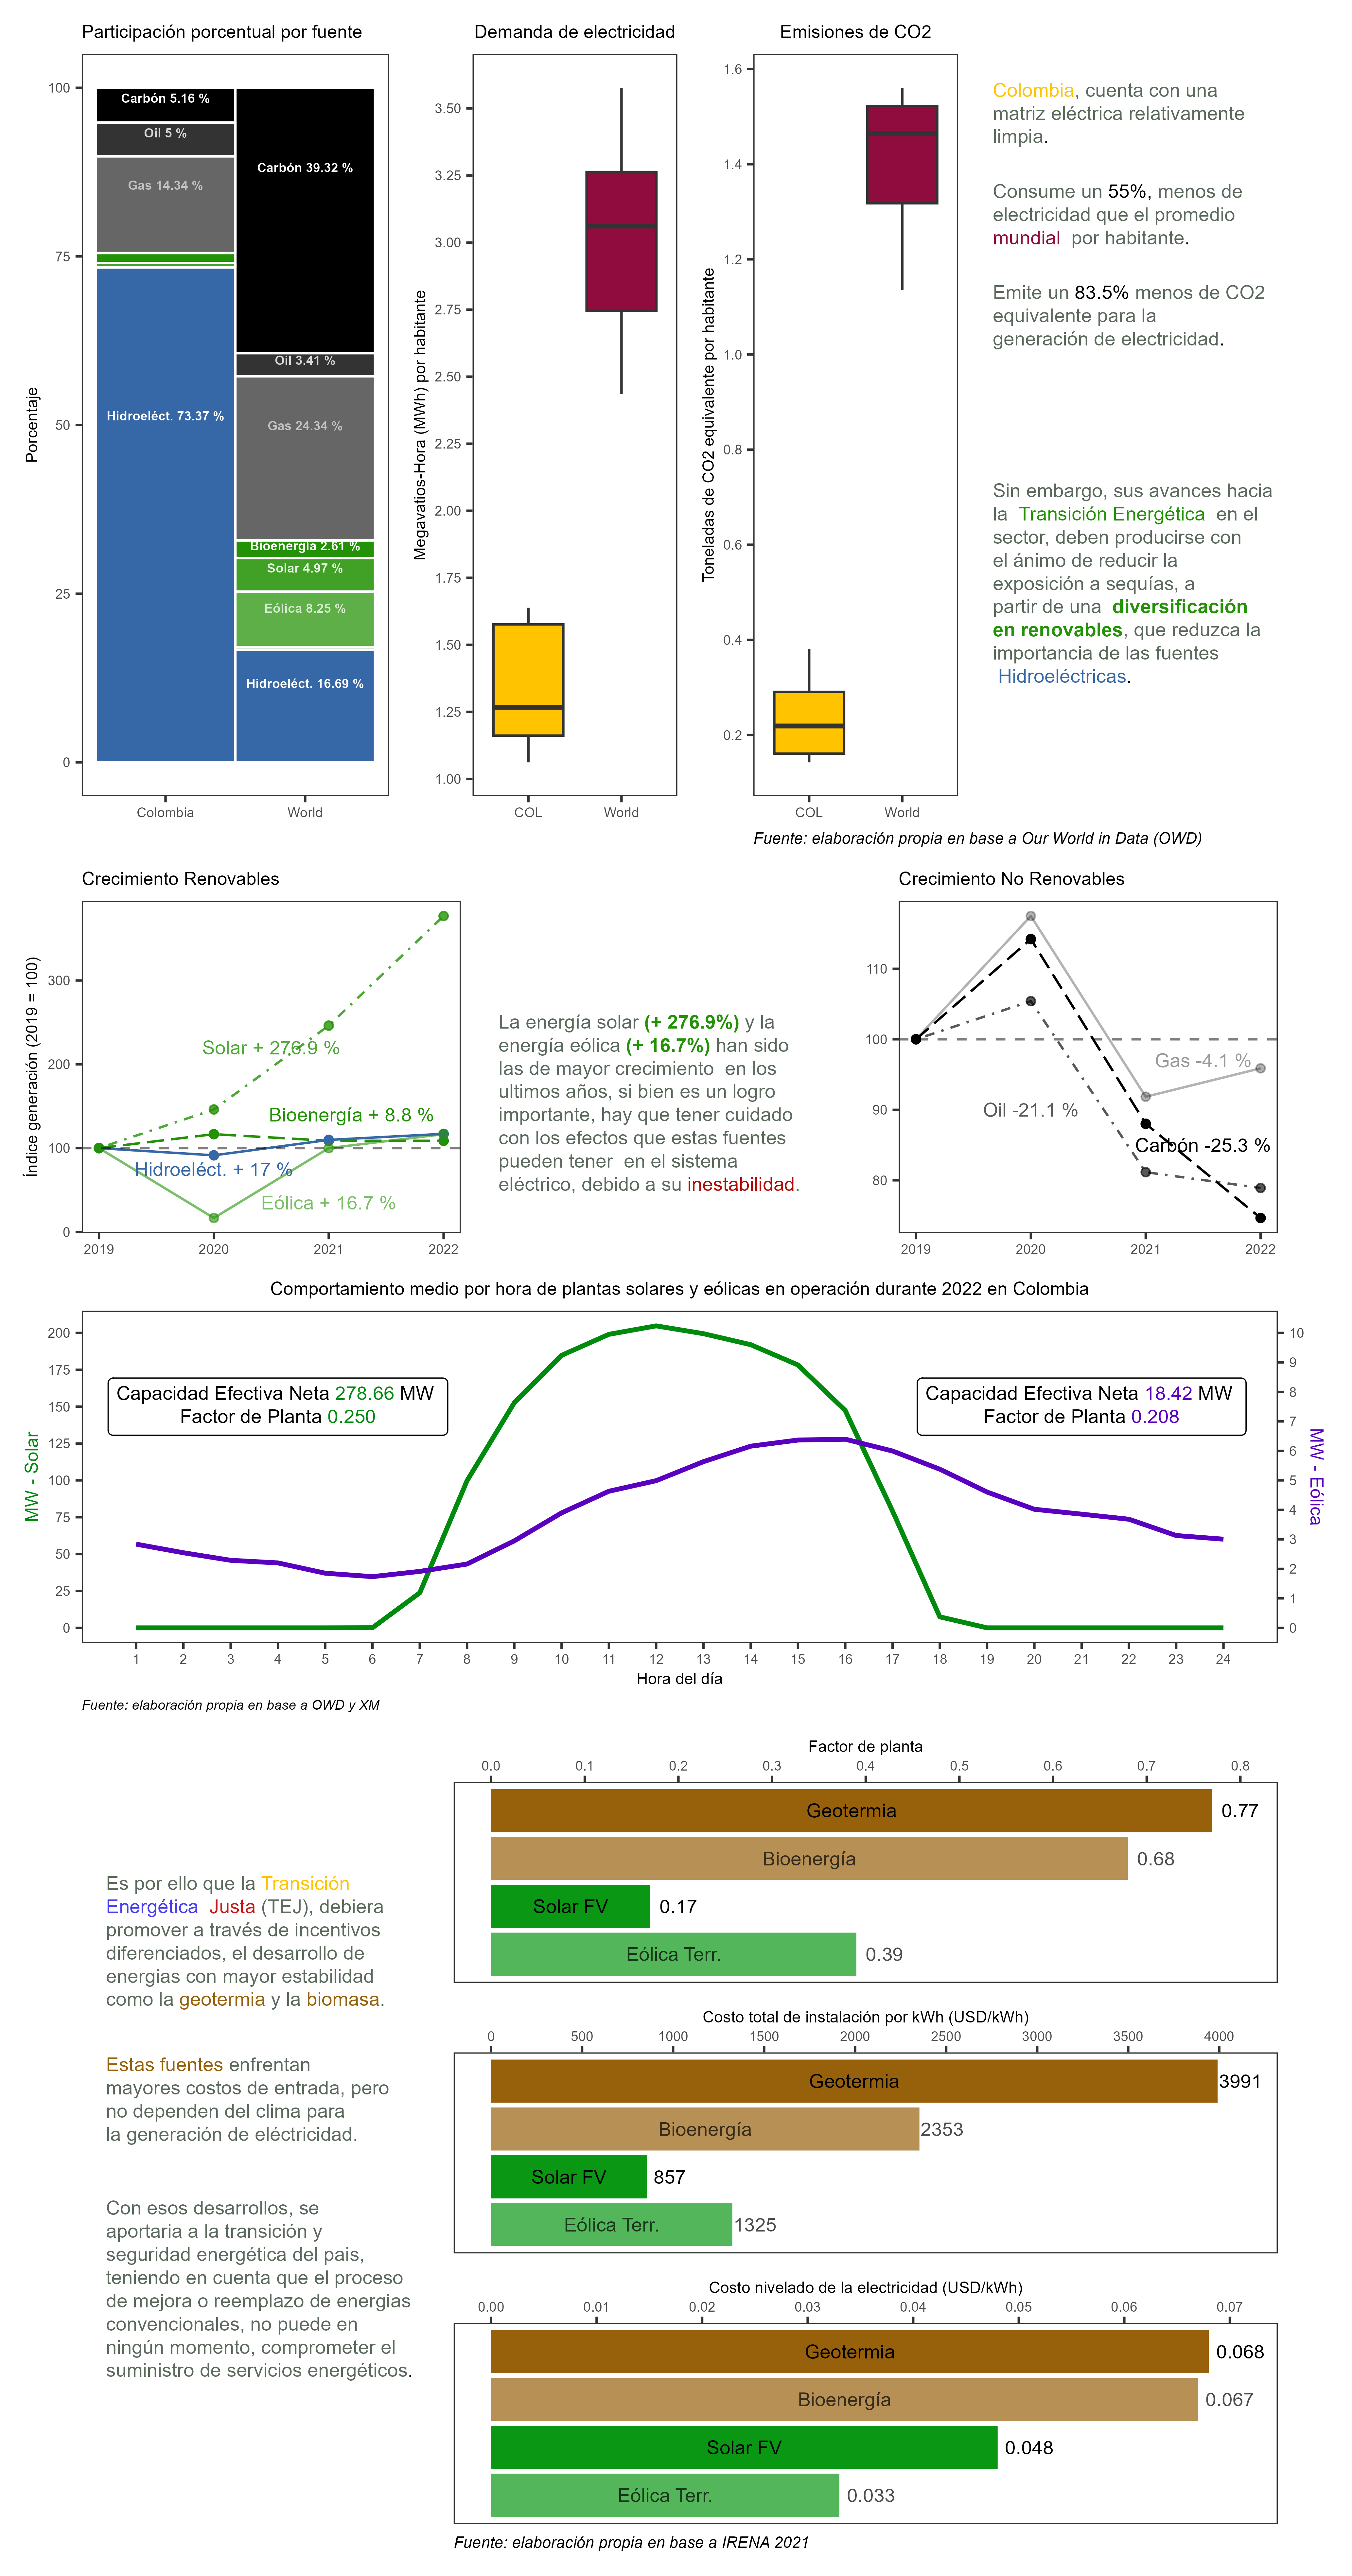 Participación porcentual por fuente
Porcentaje
100
75
50
25
0
Carbón 5.16 %
Oil 5 %
Gas 14.34 %
Hidroeléct. 73.37 %
Carbón 39.32 %
Oil 3.41 %
Gas 24.34 %
Bioenergía 2.61 %
Solar 4.97 %
Eólica 8.25 %
Hidroeléct. 16.69 %
Colombia
World
Demanda de electricidad
Megavatios-Hora (MWh) por habitante
3.50
3.25
3.00
2.75
2.50
2.25
2.00
1.75
1.50
1.25
1.00
COL
World
Emisiones de CO2
Toneladas de CO2 equivalente por habitante
1.6
1.4
1.2
1.0
0.8
0.6
0.4
0.2
COL
World
Colombia, cuenta con una
matriz eléctrica relativamente
limpia.
Consume un 55%, menos de
electricidad que el promedio
mundial por habitante.
Emite un 83.5% menos de CO2
equivalente para la
generación de electricidad.
Sin embargo, sus avances hacia
la Transición Energética en el
sector, deben producirse con
el ánimo de reducir la
exposición a sequías, a
partir de una diversificación
en renovables, que reduzca la
importancia de las fuentes
Hidroeléctricas.
Fuente: elaboración propia en base a Our World in Data (OWD)
Crecimiento Renovables
Índice generación (2019 = 100)
300
200
100
0
Solar + 276.9 %
Bioenergía + 8.8 %
Hidroeléct. + 17 %
Eólica + 16.7 %
2019
2020
2021
2022
La energía solar (+ 276.9%) y la
energía eólica (+ 16.7%) han sido
las de mayor crecimiento en los
ultimos años, si bien es un logro
importante, hay que tener cuidado
con los efectos que estas fuentes
pueden tener en el sistema
eléctrico, debido a su inestabilidad.
Crecimiento No Renovables
110
100
90
80
Gas -4.1 %
Oil -21.1 %
Carbón -25.3 %
2019
2020
2021
2022
Comportamiento medio por hora de plantas solares y eólicas en operación durante 2022 en Colombia
MW - Solar
200
175
150
125
100
75
50
25
0
Capacidad Efectiva Neta 278.66 MW
Factor de Planta 0.250
Capacidad Efectiva Neta 18.42 MW
Factor de Planta 0.208
10
9
8
7
6
5
4
3
2
1
0
MW - Eólica
1 2 3 4 5 6 7 8 9 10 11 12 13 14 15 16 17 18 19 20 21 22 23 24
Hora del día
Fuente: elaboración propia en base a OWD y XM
Es por ello que la Transición
Energética Justa (TEJ), debiera
promover a través de incentivos
diferenciados, el desarrollo de
energias con mayor estabilidad
como la geotermia y la biomasa.
Estas fuentes enfrentan
mayores costos de entrada, pero
no dependen del clima para
la generación de eléctricidad.
Con esos desarrollos, se
aportaria a la transición y
seguridad energética del pais,
teniendo en cuenta que el proceso
de mejora o reemplazo de energias
convencionales, no puede en
ningún momento, comprometer el
suministro de servicios energéticos.
Factor de planta
0.0 0.1 0.2 0.3 0.4 0.5 0.6 0.7 0.8
Geotermia 0.77
Bioenergía 0.68
Solar FV 0.17
Eólica Terr. 0.39
Costo total de instalación por kWh (USD/kWh)
0 500 1000 1500 2000 2500 3000 3500 4000
Geotermia 3991
Bioenergía 2353
Solar FV 857
Eólica Terr. 1325
Costo nivelado de la electricidad (USD/kWh)
0.00 0.01 0.02 0.03 0.04 0.05 0.06 0.07
Geotermia 0.068
Bioenergía 0.067
Solar FV 0.048
Eólica Terr. 0.033
Fuente: elaboración propia en base a IRENA 2021